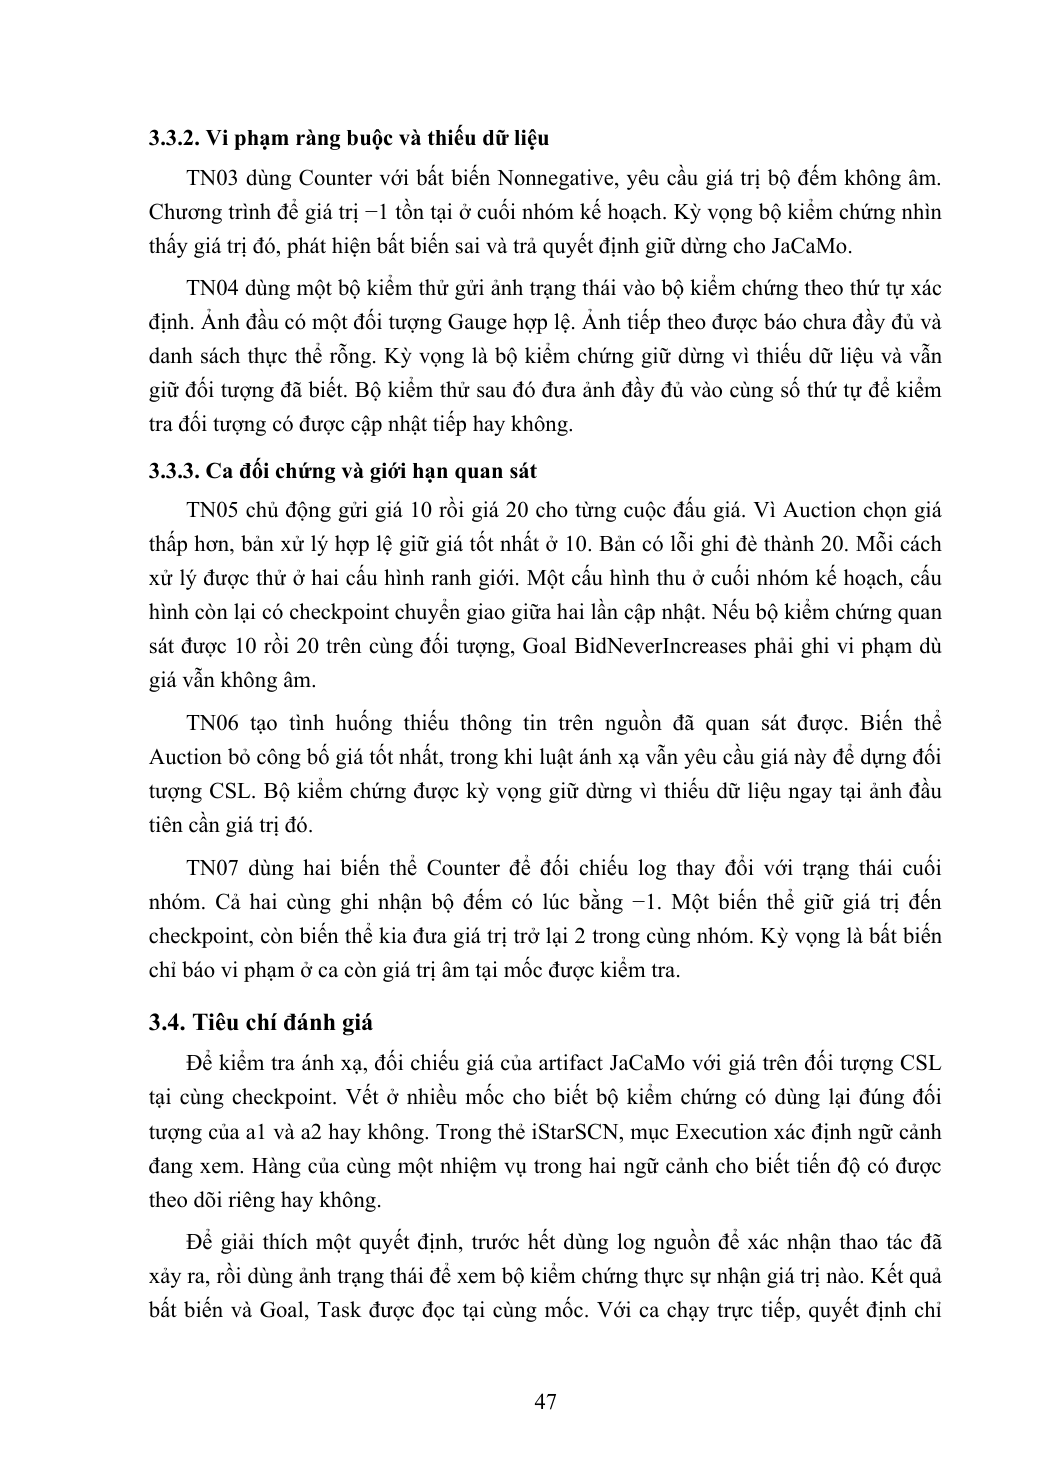 3.3.2. Vi phạm ràng buộc và thiếu dữ liệu
TN03 dùng Counter với bất biến Nonnegative, yêu cầu giá trị bộ đếm không âm.
Chương trình để giá trị −1 tồn tại ở cuối nhóm kế hoạch. Kỳ vọng bộ kiểm chứng nhìn
thấy giá trị đó, phát hiện bất biến sai và trả quyết định giữ dừng cho JaCaMo.
TN04 dùng một bộ kiểm thử gửi ảnh trạng thái vào bộ kiểm chứng theo thứ tự xác
định. Ảnh đầu có một đối tượng Gauge hợp lệ. Ảnh tiếp theo được báo chưa đầy đủ và
danh sách thực thể rỗng. Kỳ vọng là bộ kiểm chứng giữ dừng vì thiếu dữ liệu và vẫn
giữ đối tượng đã biết. Bộ kiểm thử sau đó đưa ảnh đầy đủ vào cùng số thứ tự để kiểm
tra đối tượng có được cập nhật tiếp hay không.
3.3.3. Ca đối chứng và giới hạn quan sát
TN05 chủ động gửi giá 10 rồi giá 20 cho từng cuộc đấu giá. Vì Auction chọn giá
thấp hơn, bản xử lý hợp lệ giữ giá tốt nhất ở 10. Bản có lỗi ghi đè thành 20. Mỗi cách
xử lý được thử ở hai cấu hình ranh giới. Một cấu hình thu ở cuối nhóm kế hoạch, cấu
hình còn lại có checkpoint chuyển giao giữa hai lần cập nhật. Nếu bộ kiểm chứng quan
sát được 10 rồi 20 trên cùng đối tượng, Goal BidNeverIncreases phải ghi vi phạm dù
giá vẫn không âm.
TN06 tạo tình huống thiếu thông tin trên nguồn đã quan sát được. Biến thể
Auction bỏ công bố giá tốt nhất, trong khi luật ánh xạ vẫn yêu cầu giá này để dựng đối
tượng CSL. Bộ kiểm chứng được kỳ vọng giữ dừng vì thiếu dữ liệu ngay tại ảnh đầu
tiên cần giá trị đó.
TN07 dùng hai biến thể Counter để đối chiếu log thay đổi với trạng thái cuối
nhóm. Cả hai cùng ghi nhận bộ đếm có lúc bằng −1. Một biến thể giữ giá trị đến
checkpoint, còn biến thể kia đưa giá trị trở lại 2 trong cùng nhóm. Kỳ vọng là bất biến
chỉ báo vi phạm ở ca còn giá trị âm tại mốc được kiểm tra.
3.4. Tiêu chí đánh giá
Để kiểm tra ánh xạ, đối chiếu giá của artifact JaCaMo với giá trên đối tượng CSL
tại cùng checkpoint. Vết ở nhiều mốc cho biết bộ kiểm chứng có dùng lại đúng đối
tượng của a1 và a2 hay không. Trong thẻ iStarSCN, mục Execution xác định ngữ cảnh
đang xem. Hàng của cùng một nhiệm vụ trong hai ngữ cảnh cho biết tiến độ có được
theo dõi riêng hay không.
Để giải thích một quyết định, trước hết dùng log nguồn để xác nhận thao tác đã
xảy ra, rồi dùng ảnh trạng thái để xem bộ kiểm chứng thực sự nhận giá trị nào. Kết quả
bất biến và Goal, Task được đọc tại cùng mốc. Với ca chạy trực tiếp, quyết định chỉ
47